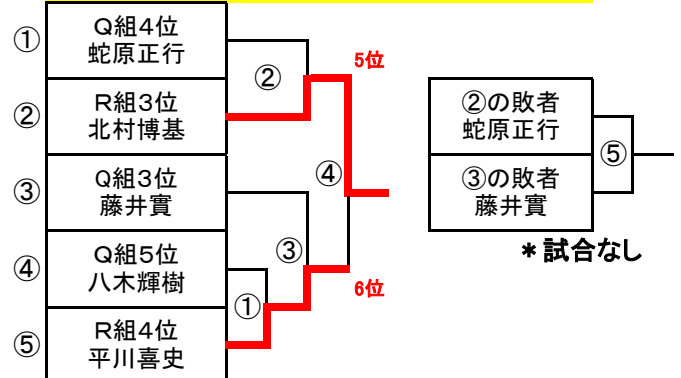 ①
Q組4位
蛇原正行
②
R組3位
北村博基
③
Q組3位
藤井實
④
Q組5位
八木輝樹
⑤
R組4位
平川喜史
②
5位
④
③
①
6位
②の敗者
蛇原正行
③の敗者
藤井實
⑤
＊試合なし